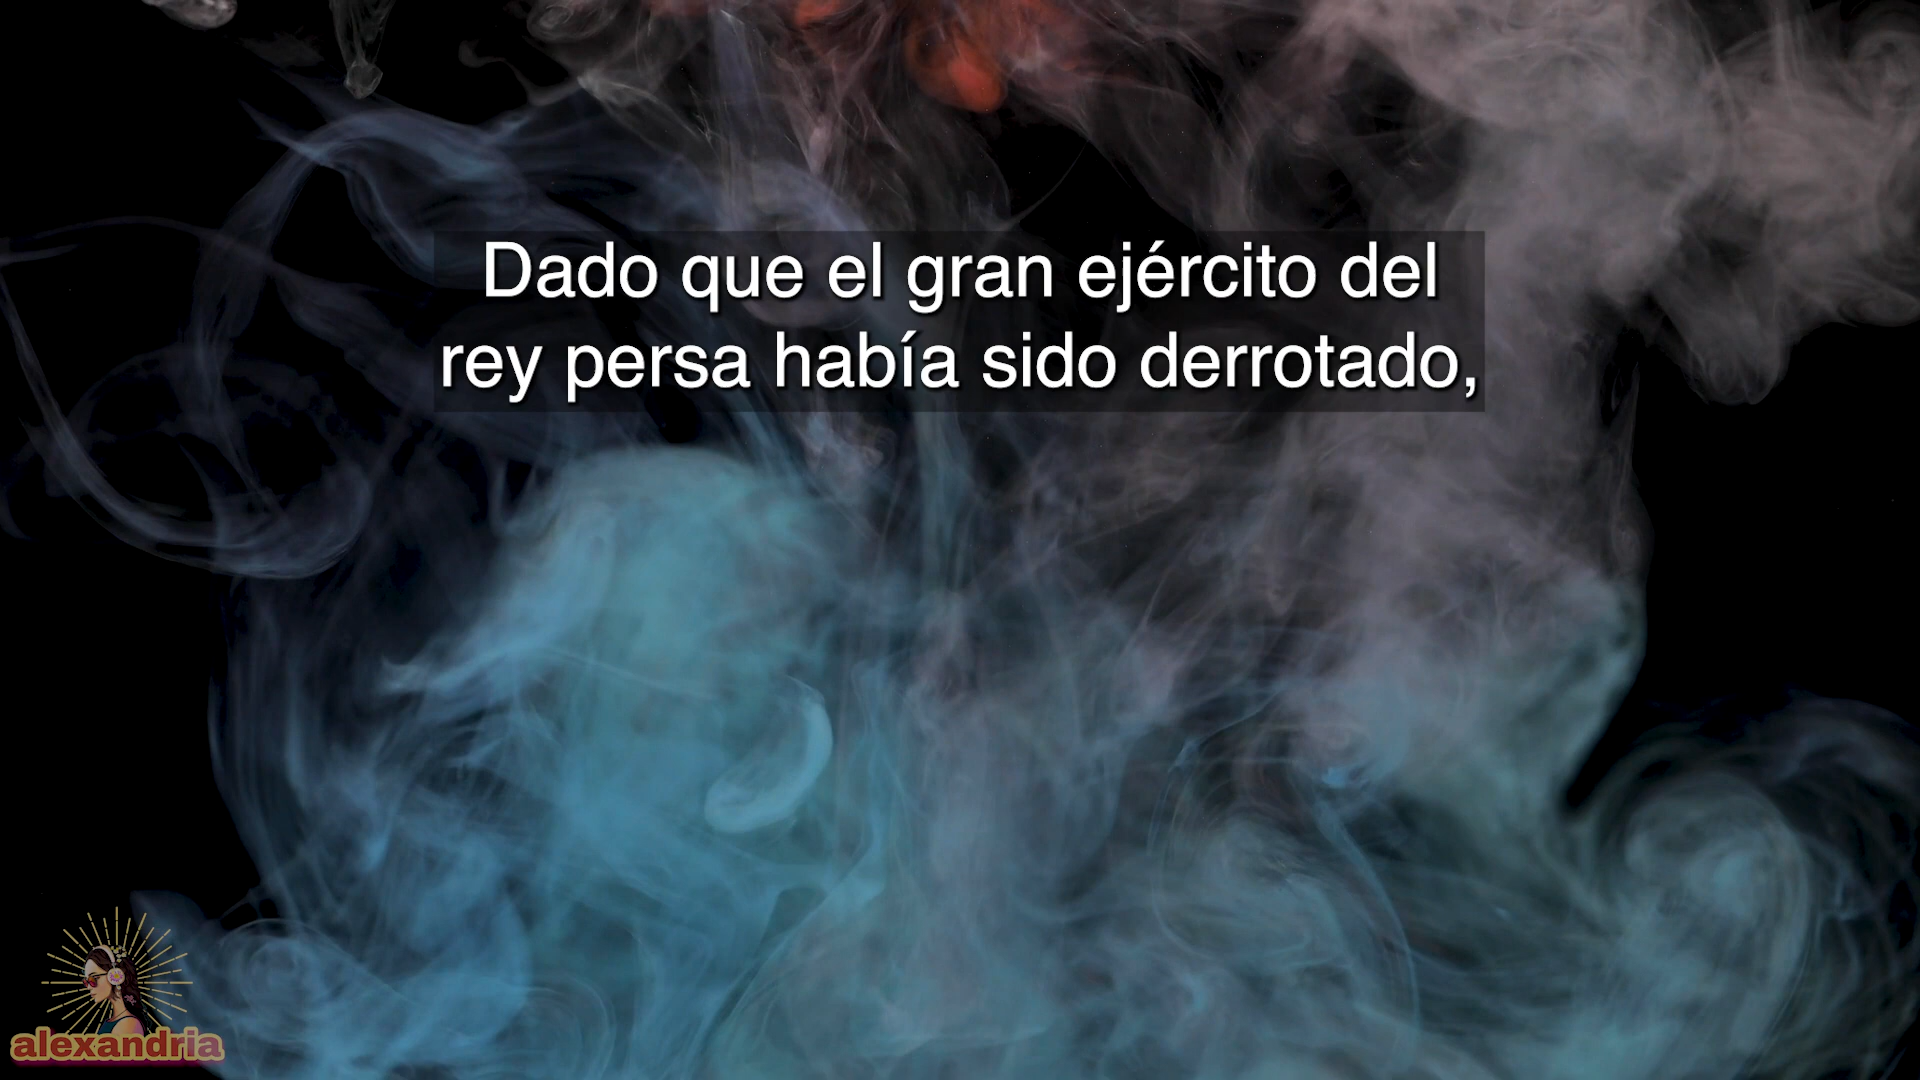 Dado que el gran ejército del
rey persa había sido derrotado,
alexandria